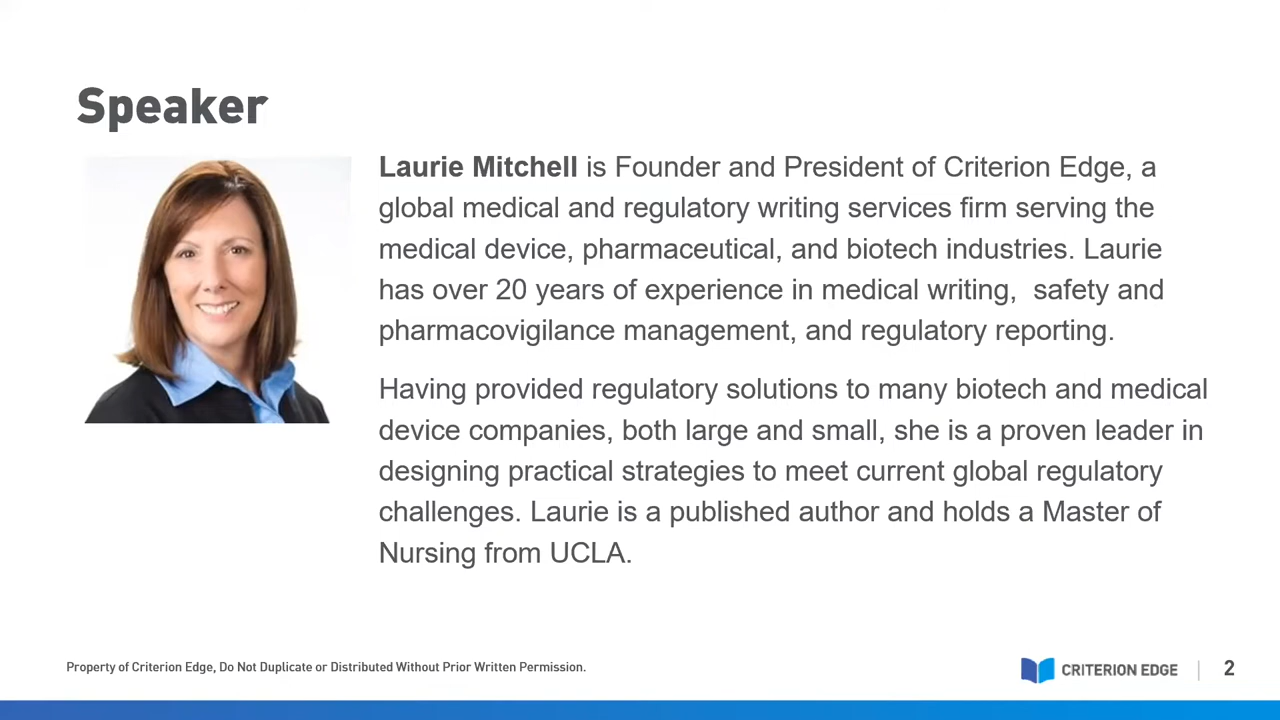 Speaker
Laurie Mitchell is Founder and President of Criterion Edge, a
global medical and regulatory writing services firm serving the
medical device, pharmaceutical, and biotech industries. Laurie
has over 20 years of experience in medical writing,  safety and
pharmacovigilance management, and regulatory reporting.
Having provided regulatory solutions to many biotech and medical
device companies, both large and small, she is a proven leader in
designing practical strategies to meet current global regulatory
challenges. Laurie is a published author and holds a Master of
Nursing from UCLA.
Property of Criterion Edge, Do Not Duplicate or Distributed Without Prior Written Permission.
CRITERION EDGE | 2